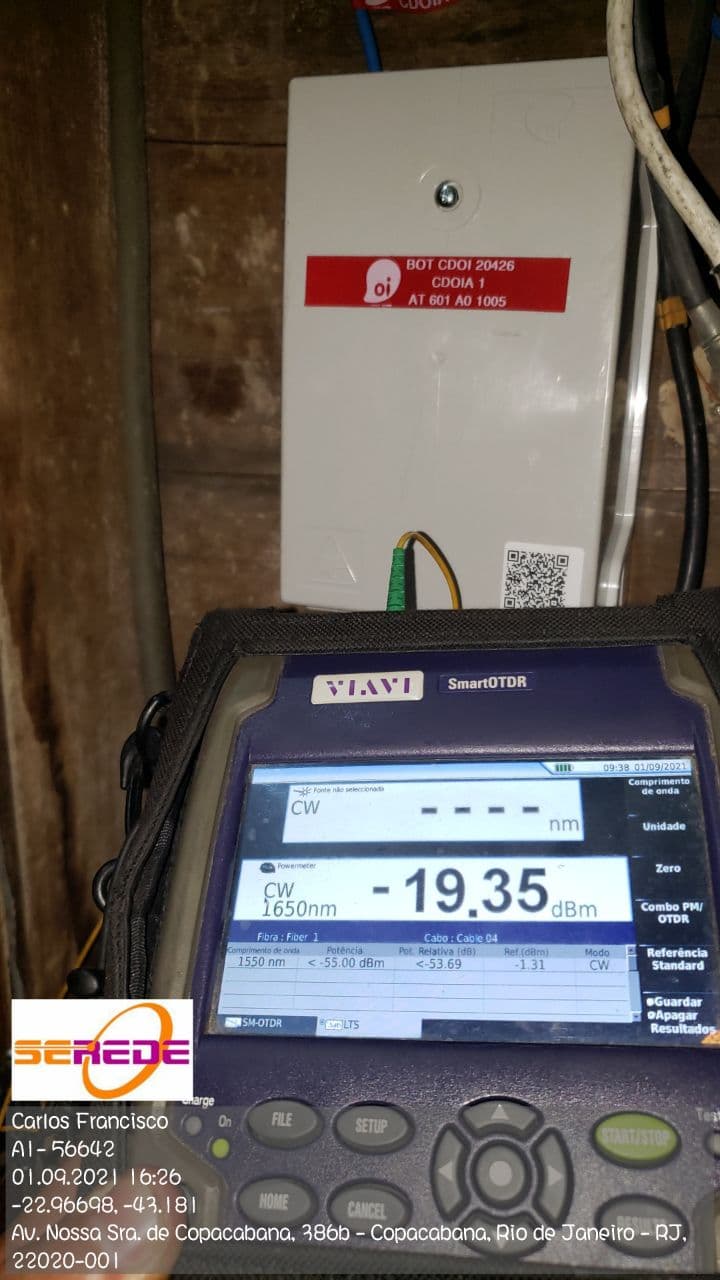 CDOIA
oi
BOT CDOI 20426
CDOIA 1
AT 601 A0 1005
VIAVI
SmartOTDR
09:38 01/09/2021
Fonte não seleccionada
CW
- - - -
nm
Comprimento de onda
Unidade
Zero
Combo PM/ OTDR
Referência Standard
Guardar
Apagar
Resultados
Powermeter
CW
1650nm
-19.35 dBm
Fibra : Fiber 1
Cabo : Cable 04
Comprimento de onda Potência Pot. Relativa (dB) Ref.(dBm) Modo
1550 nm < -55.00 dBm <-53.69 -1.31 CW
SM-OTDR
LTS
Charge
On
FILE
SETUP
START/STOP
HOME
CANCEL
SEREDE
Carlos Francisco
A1- 56642
01.09.2021 16:26
-22.96698, -43.181
Av. Nossa Sra. de Copacabana, 386b - Copacabana, Rio de Janeiro - RJ,
22020-001